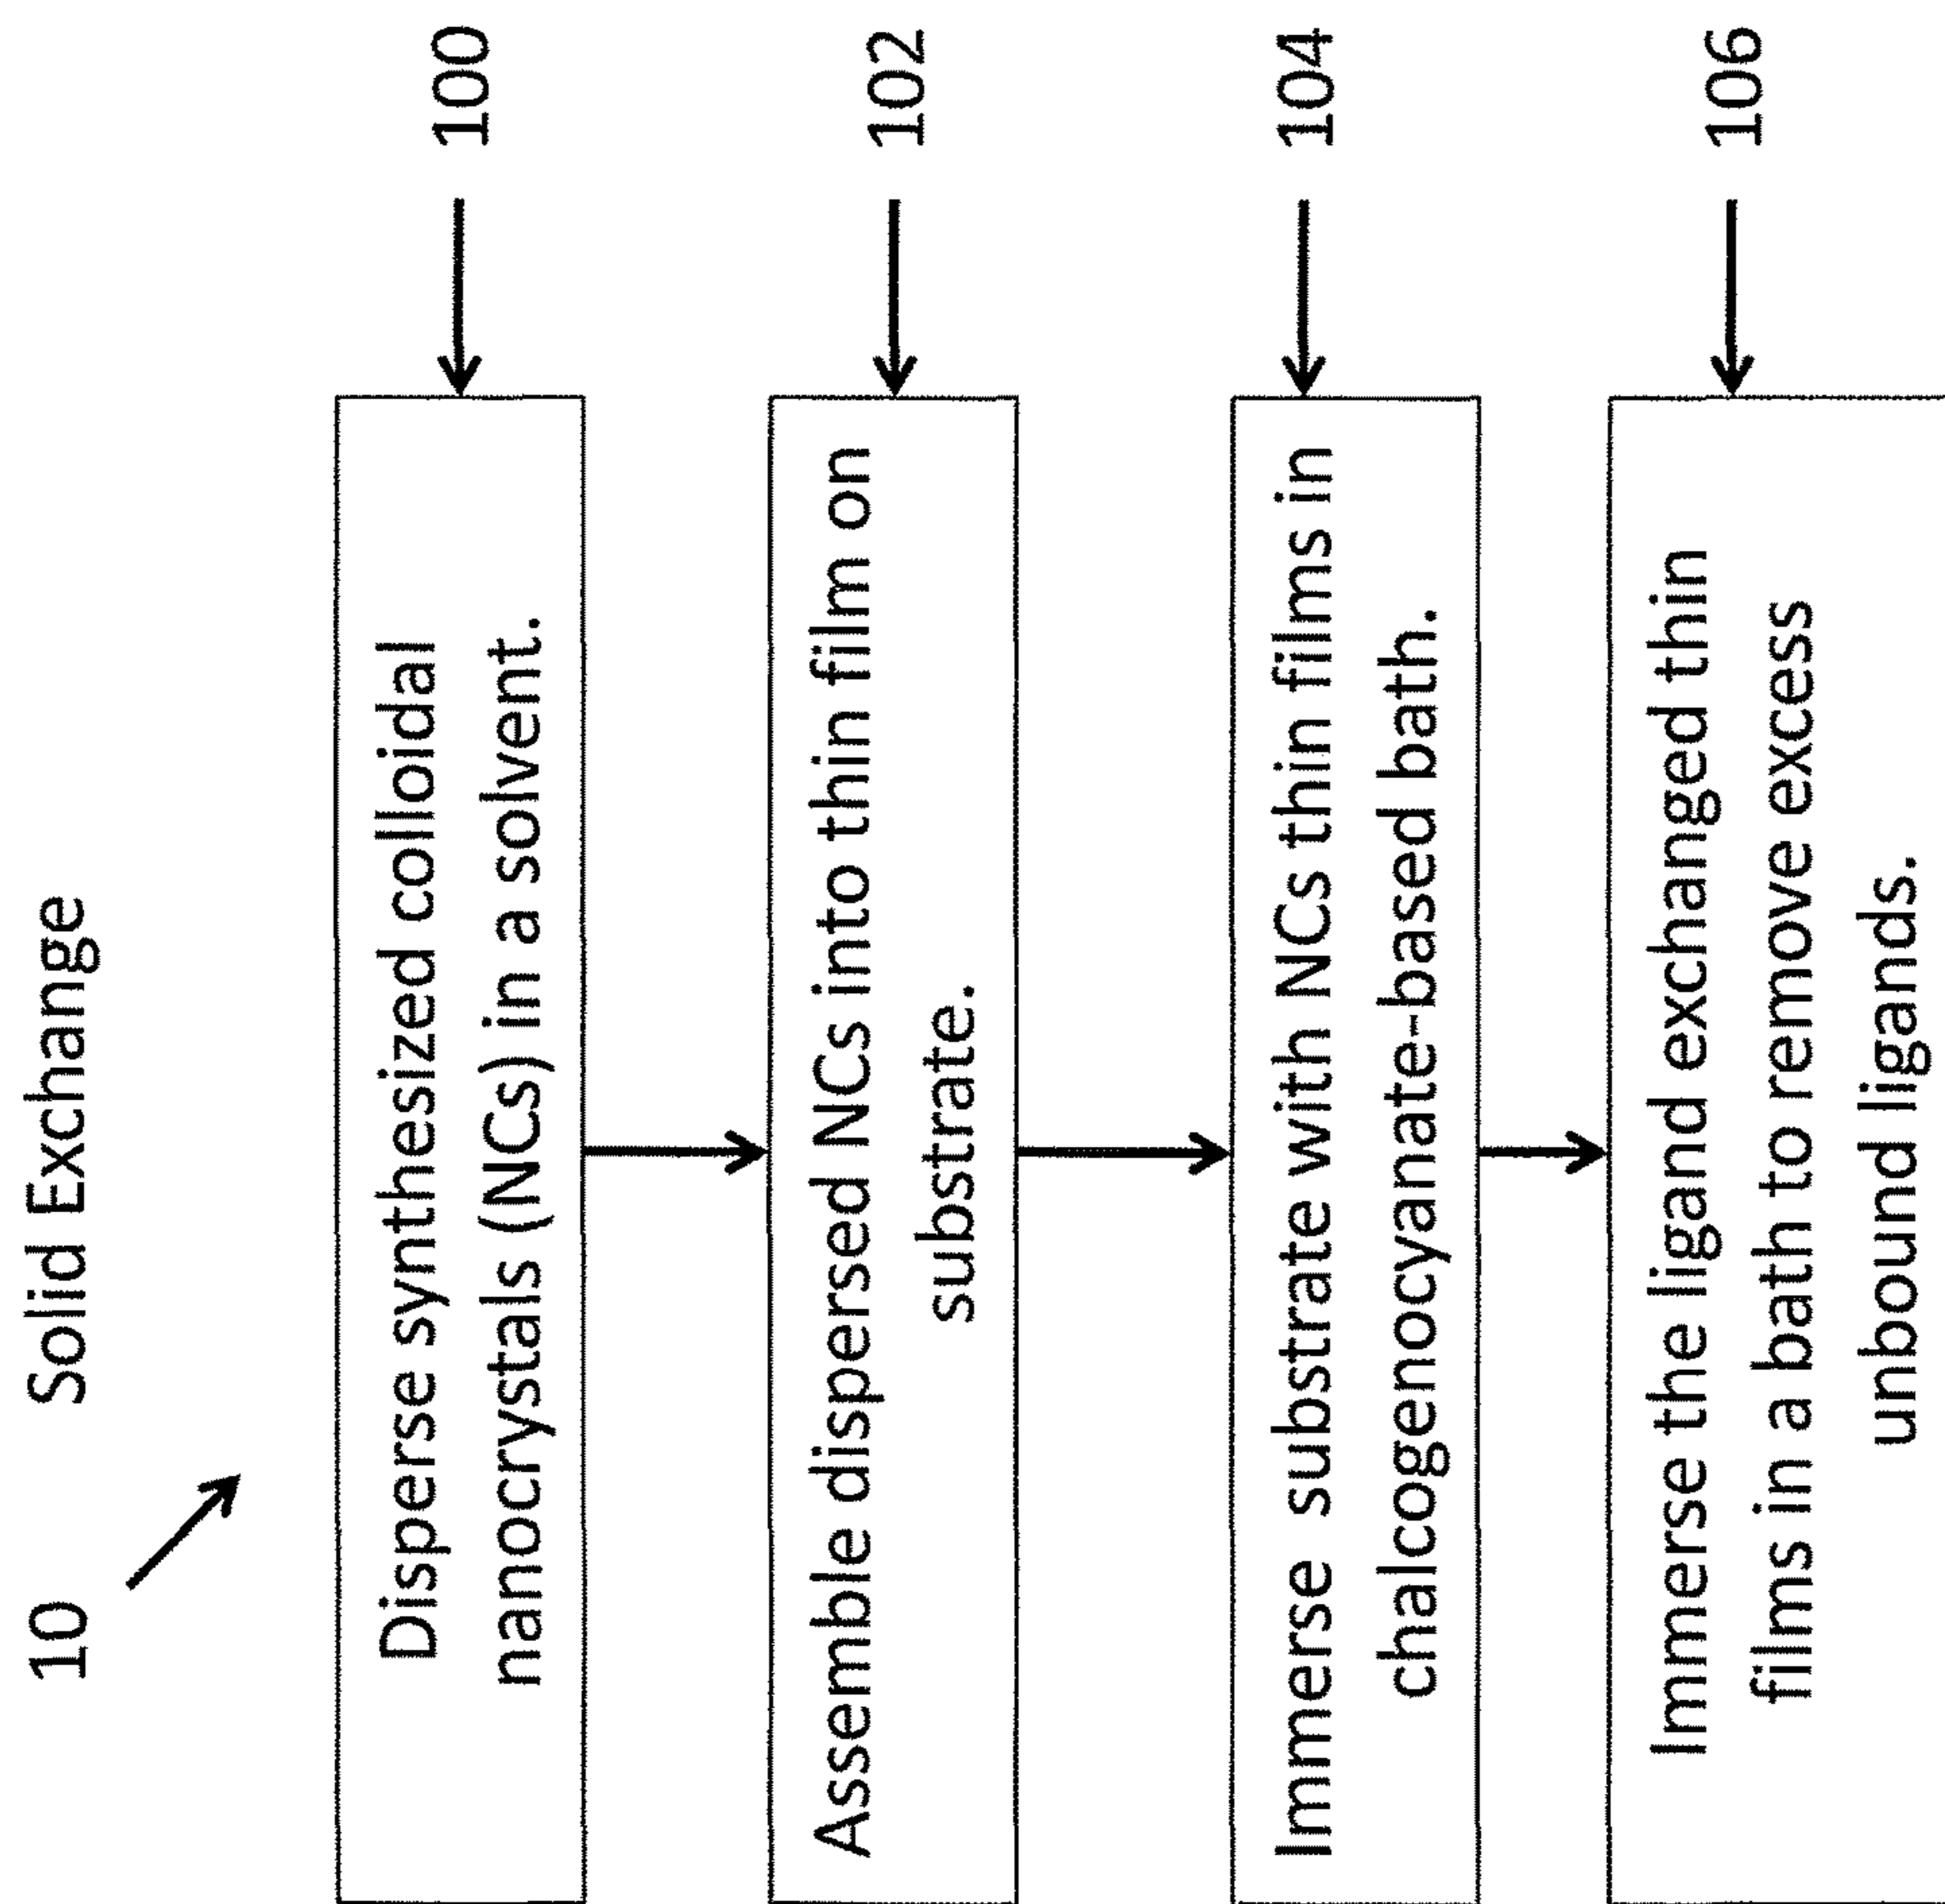 10 Solid Exchange
Disperse synthesized colloidal
nanocrystals (NCs) in a solvent.
100
Assemble dispersed NCs into thin film on
substrate.
102
Immerse substrate with NCs thin films in
chalcogenocyanate-based bath.
104
Immerse the ligand exchanged thin
films in a bath to remove excess
unbound ligands.
106